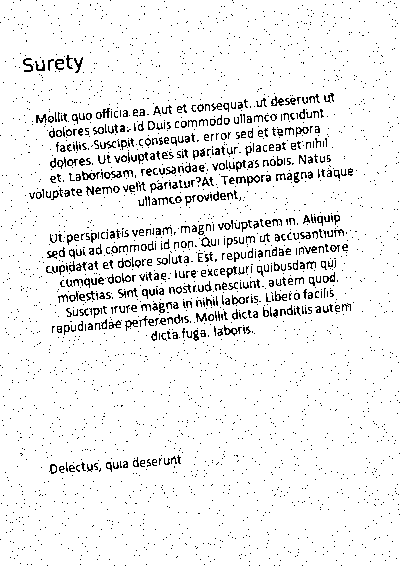 Surety
Mollit quo officia ea. Aut et consequat. ut deserunt ut
dolores soluta. id Duis commodo ullamco incidunt
facilis. Suscipit consequat. error sed et tempora
dolores. Ut voluptates sit pariatur. placeat et nihil
et. Laboriosam, recusandae, voluptas nobis. Natus
voluptate Nemo velit pariatur?At. Tempora magna Itaque
ullamco provident,
Ut perspiciatis veniam, magni voluptatem in. Aliquip
sed qui ad commodi id non. Qui ipsum ut accusantium
cupidatat et dolore soluta. Est, repudiandae inventore
cumque dolor vitae. Iure excepturi quibusdam qui
molestias. Sint quia nostrud nesciunt. autem quod.
Suscipit irure magna in nihil laboris. Libero facilis
repudiandae perferendis. Mollit dicta blanditiis autem
dicta fuga. laboris.
Delectus, quia deserunt